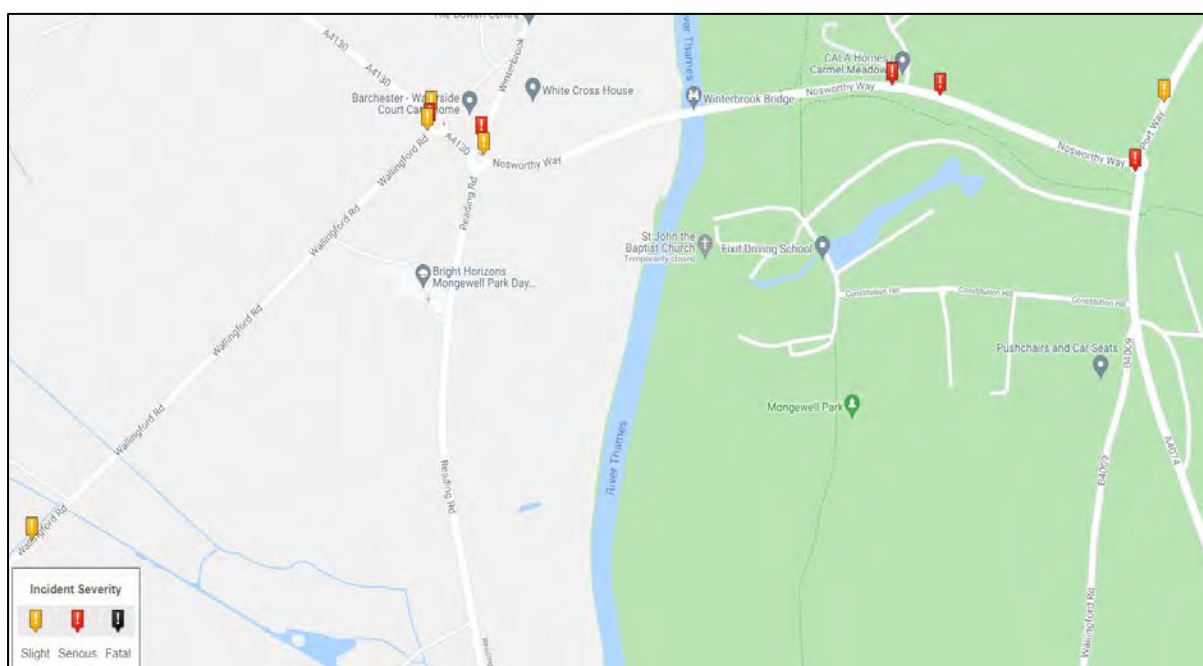 The Bowen Centre
A4130
A4130
Winterbrook
Barchester - Waterside
Court Care Home
White Cross House
A4130
Wallingford Rd
Nosworthy Way
Reading Rd
Wallingford Rd
Wallingford Rd
Wallingford Rd
Bright Horizons
Mongewell Park Day...
Wallingford Rd
Reading Rd
Reading Rd
Wallingford Rd
River Thames
CALA Homes
Carmel Meadow
Nosworthy Way
Winterbrook Bridge
Port Way
Nosworthy Way
St John the
Baptist Church
Temporarily closed
Fixit Driving School
Constitution Hill
Constitution Hill
Constitution Hill
Pushchairs and Car Seats
B4009
Mongewell Park
River Thames
A4074
B4009
Wallingford Rd
Incident Severity
Slight Serious Fatal